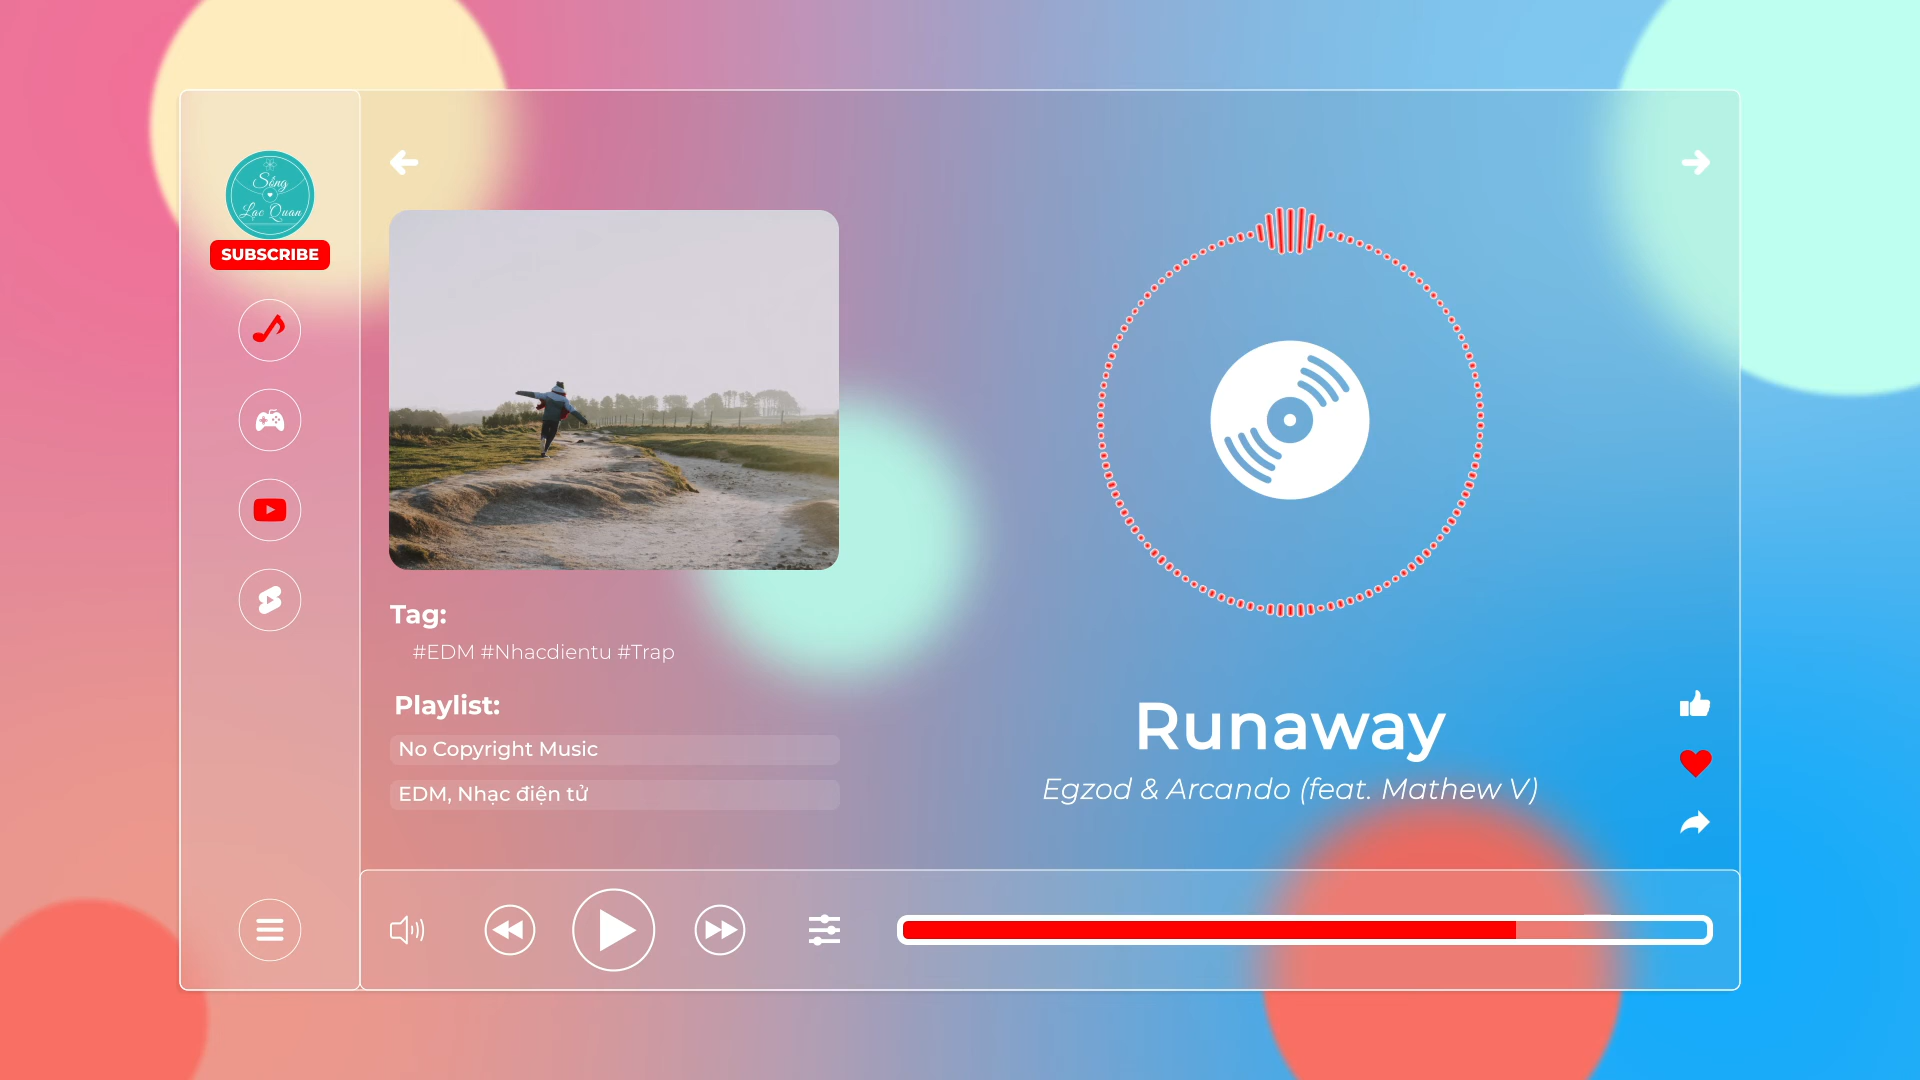 Sống
Lạc Quan
SUBSCRIBE
Tag:
#EDM #Nhacdientu #Trap
Playlist:
No Copyright Music
EDM, Nhạc điện tử
Runaway
Egzod & Arcando (feat. Mathew V)